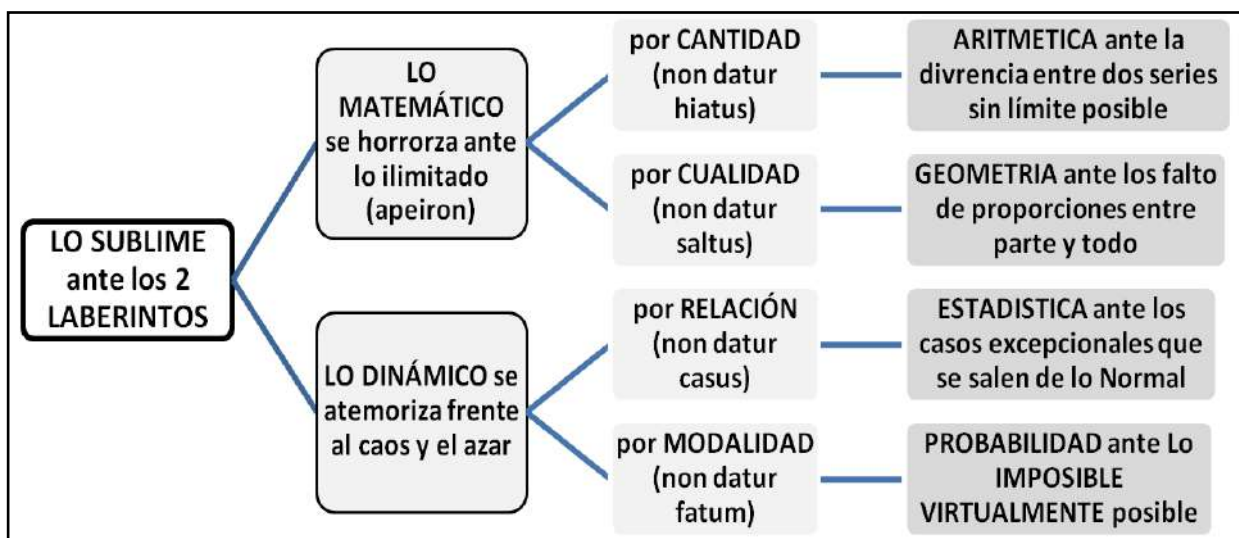 LO SUBLIME
ante los 2
LABERINTOS
LO
MATEMÁTICO
se horrorza ante
lo ilimitado
(apeiron)
por CANTIDAD
(non datur
hiatus)
ARITMETICA ante la
divrencia entre dos series
sin límite posible
por CUALIDAD
(non datur
saltus)
GEOMETRIA ante los falto
de proporciones entre
parte y todo
LO DINÁMICO se
atemoriza frente
al caos y el azar
por RELACIÓN
(non datur
casus)
ESTADISTICA ante los
casos excepcionales que
se salen de lo Normal
por MODALIDAD
(non datur
fatum)
PROBABILIDAD ante Lo
IMPOSIBLE
VIRTUALMENTE posible